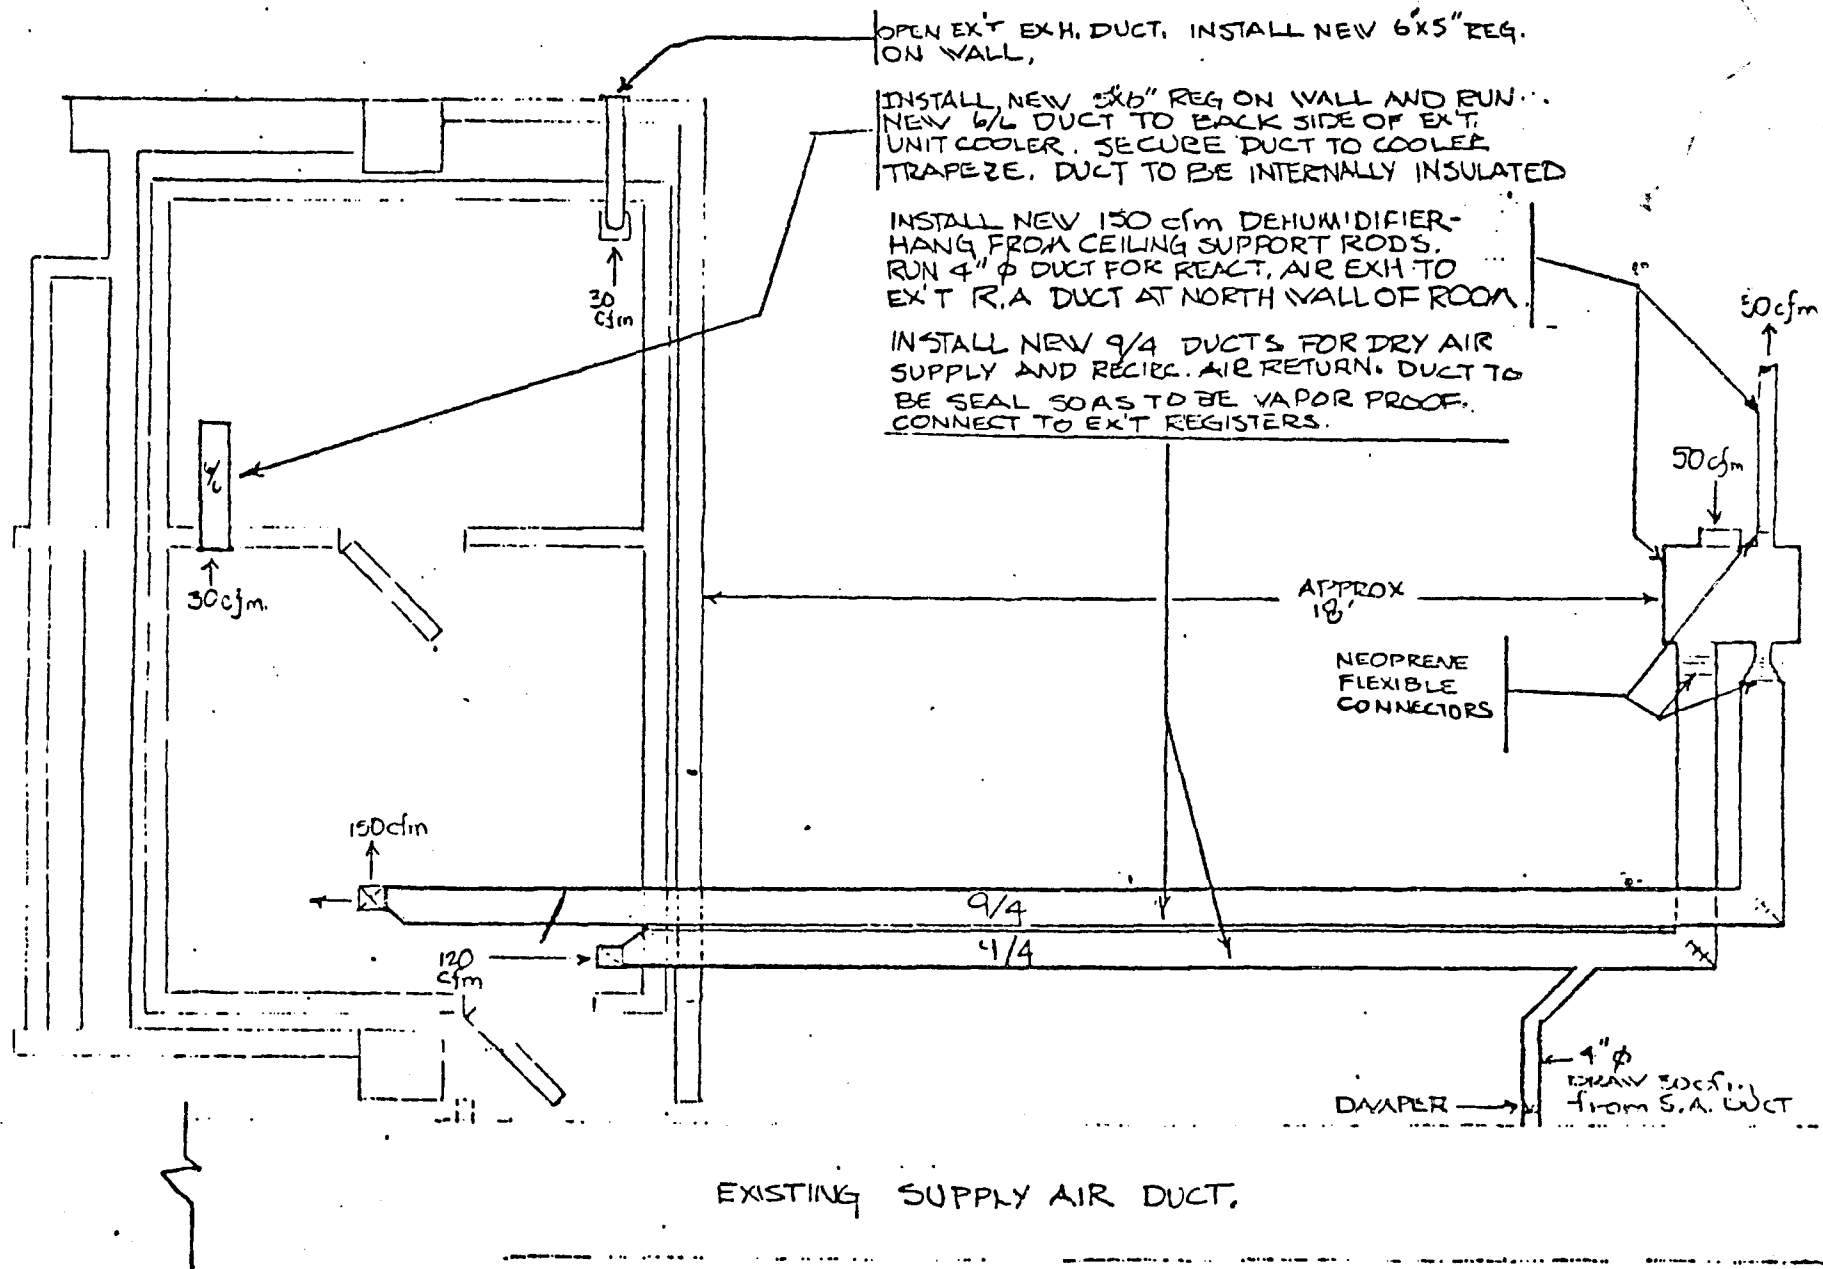 OPEN EX'T EXH. DUCT. INSTALL NEW 6"X5" REG.
ON WALL.
INSTALL NEW 5"X6" REG ON WALL AND RUN
NEW 6/6 DUCT TO BACK SIDE OF EX'T.
UNIT COOLER. SECURE DUCT TO COOLER
TRAPEZE. DUCT TO BE INTERNALLY INSULATED
INSTALL NEW 150 cfm DEHUMIDIFIER-
HANG FROM CEILING SUPPORT RODS.
RUN 4" φ DUCT FOR REACT. AIR EXH. TO
EX'T R.A DUCT AT NORTH WALL OF ROOM.
INSTALL NEW 9/4 DUCTS FOR DRY AIR
SUPPLY AND RECIRC. AIR RETURN. DUCT TO
BE SEAL SO AS TO BE VAPOR PROOF.
CONNECT TO EX'T REGISTERS.
30
cfm
50cfm
50cfm
6/6
30cfm.
APPROX
18'
NEOPRENE
FLEXIBLE
CONNECTORS
150cfm
9/4
120
cfm
4/4
4" φ
DRAW 30cfm
from S.A. DUCT
DAMPER
EXISTING SUPPLY AIR DUCT.